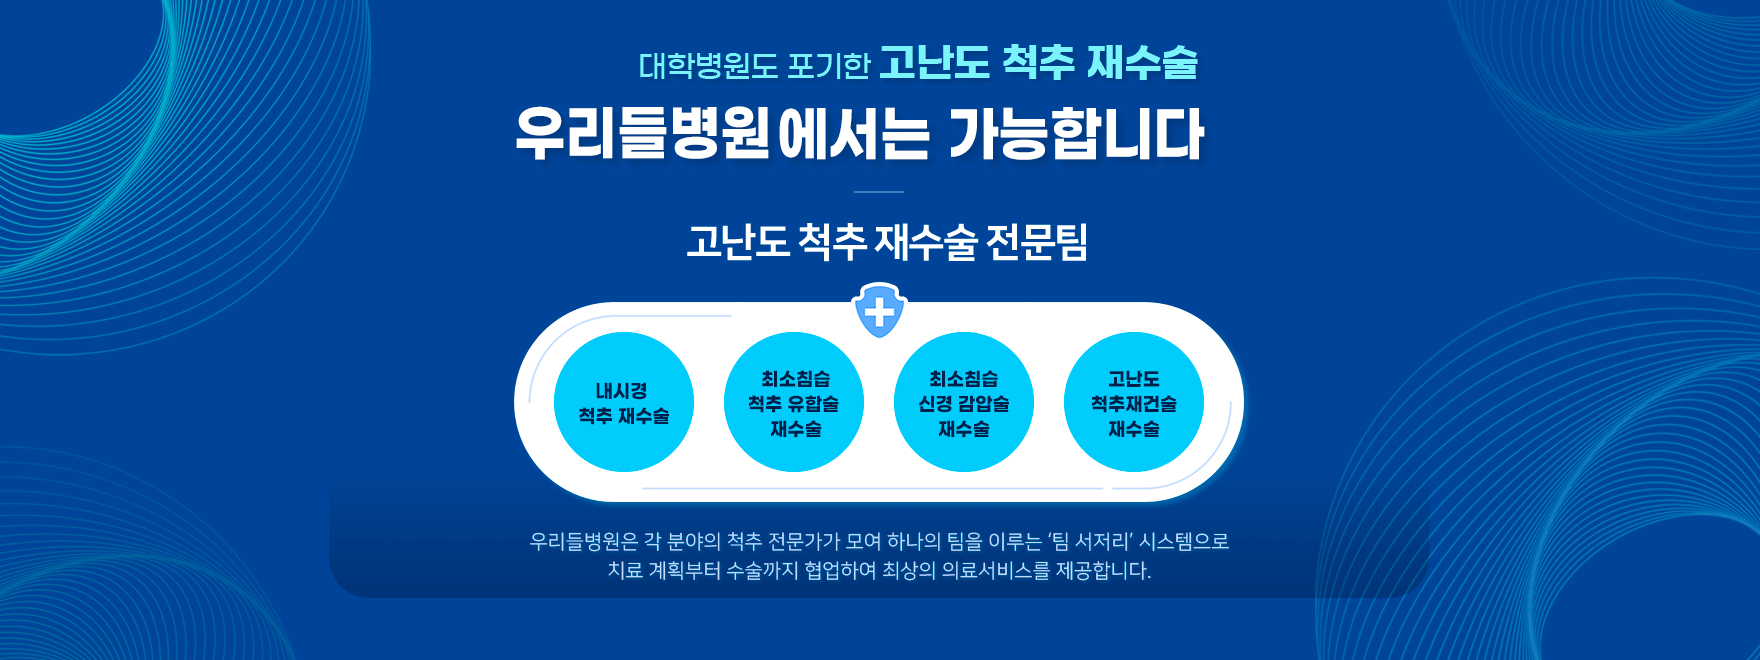 대학병원도 포기한 고난도 척추 재수술
우리들병원에서는 가능합니다
고난도 척추 재수술 전문팀
내시경
척추 재수술
최소침습
척추 유합술
재수술
최소침습
신경 감압술
재수술
고난도
척추재건술
재수술
우리들병원은 각 분야의 척추 전문가가 모여 하나의 팀을 이루는 ‘팀 서저리’ 시스템으로
치료 계획부터 수술까지 협업하여 최상의 의료서비스를 제공합니다.